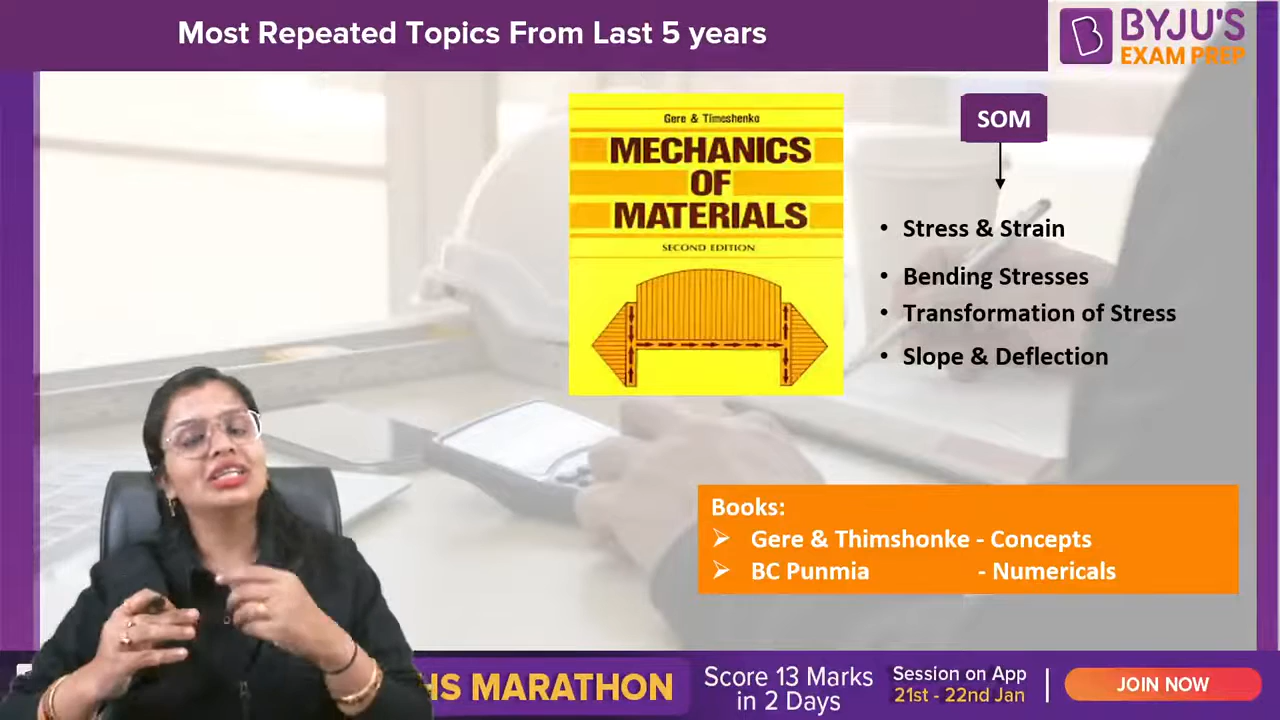 Most Repeated Topics From Last 5 years
BYJU'S
EXAM PREP
Gere & Timoshenko
MECHANICS
OF
MATERIALS
SECOND EDITION
SOM
• Stress & Strain
• Bending Stresses
• Transformation of Stress
• Slope & Deflection
Books:
➢ Gere & Thimshonke - Concepts
➢ BC Punmia - Numericals
HS MARATHON
Score 13 Marks
in 2 Days
Session on App
21st - 22nd Jan
JOIN NOW